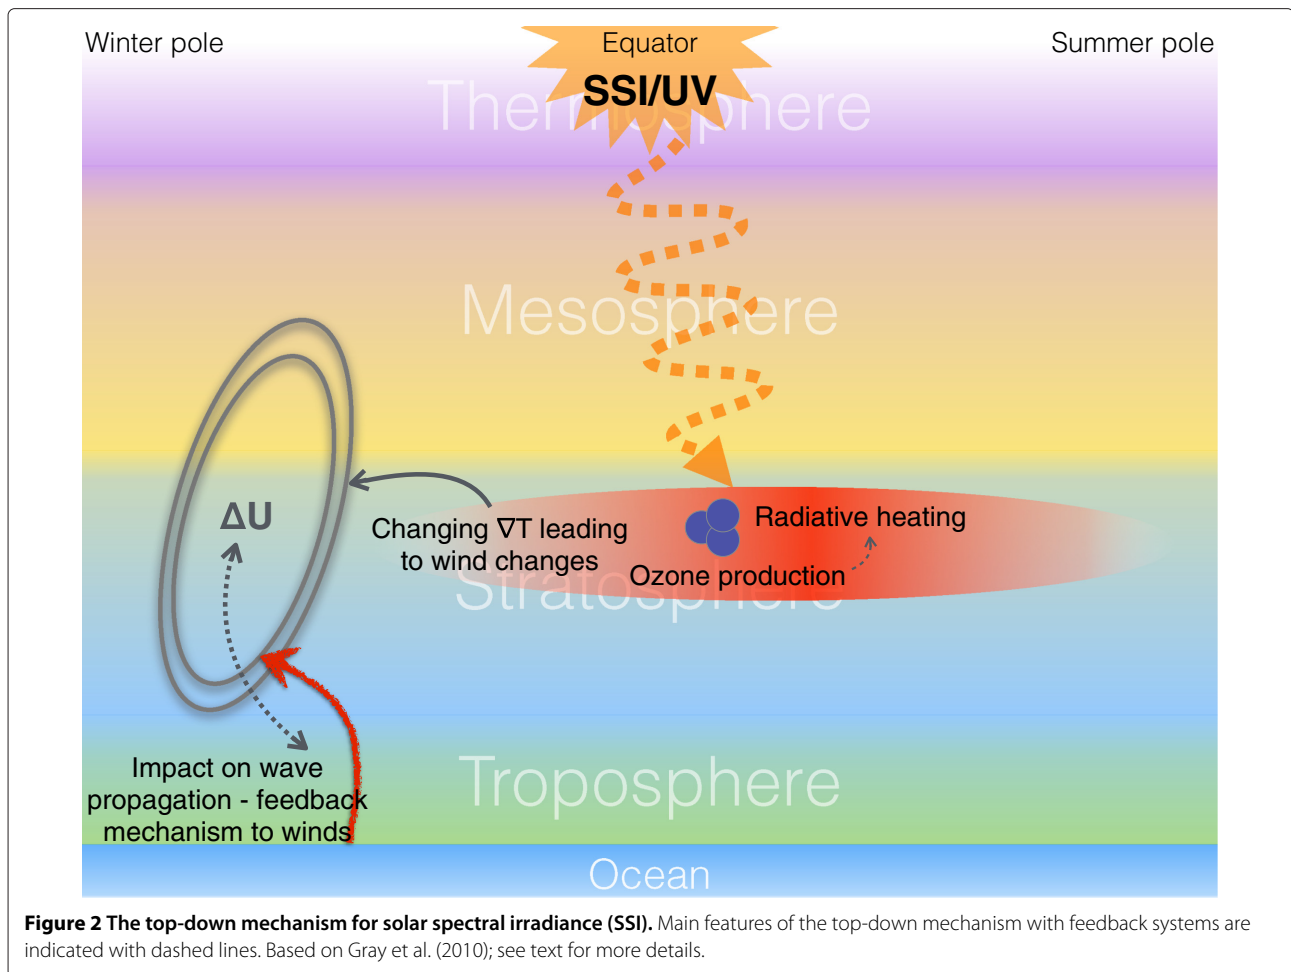 Winter pole
Equator
Summer pole
SSI/UV
Thermosphere
Mesosphere
ΔU
Changing ∇T leading
to wind changes
Radiative heating
Ozone production
Stratosphere
Impact on wave
propagation - feedback
mechanism to winds
Troposphere
Ocean
Figure 2 The top-down mechanism for solar spectral irradiance (SSI). Main features of the top-down mechanism with feedback systems are
indicated with dashed lines. Based on Gray et al. (2010); see text for more details.